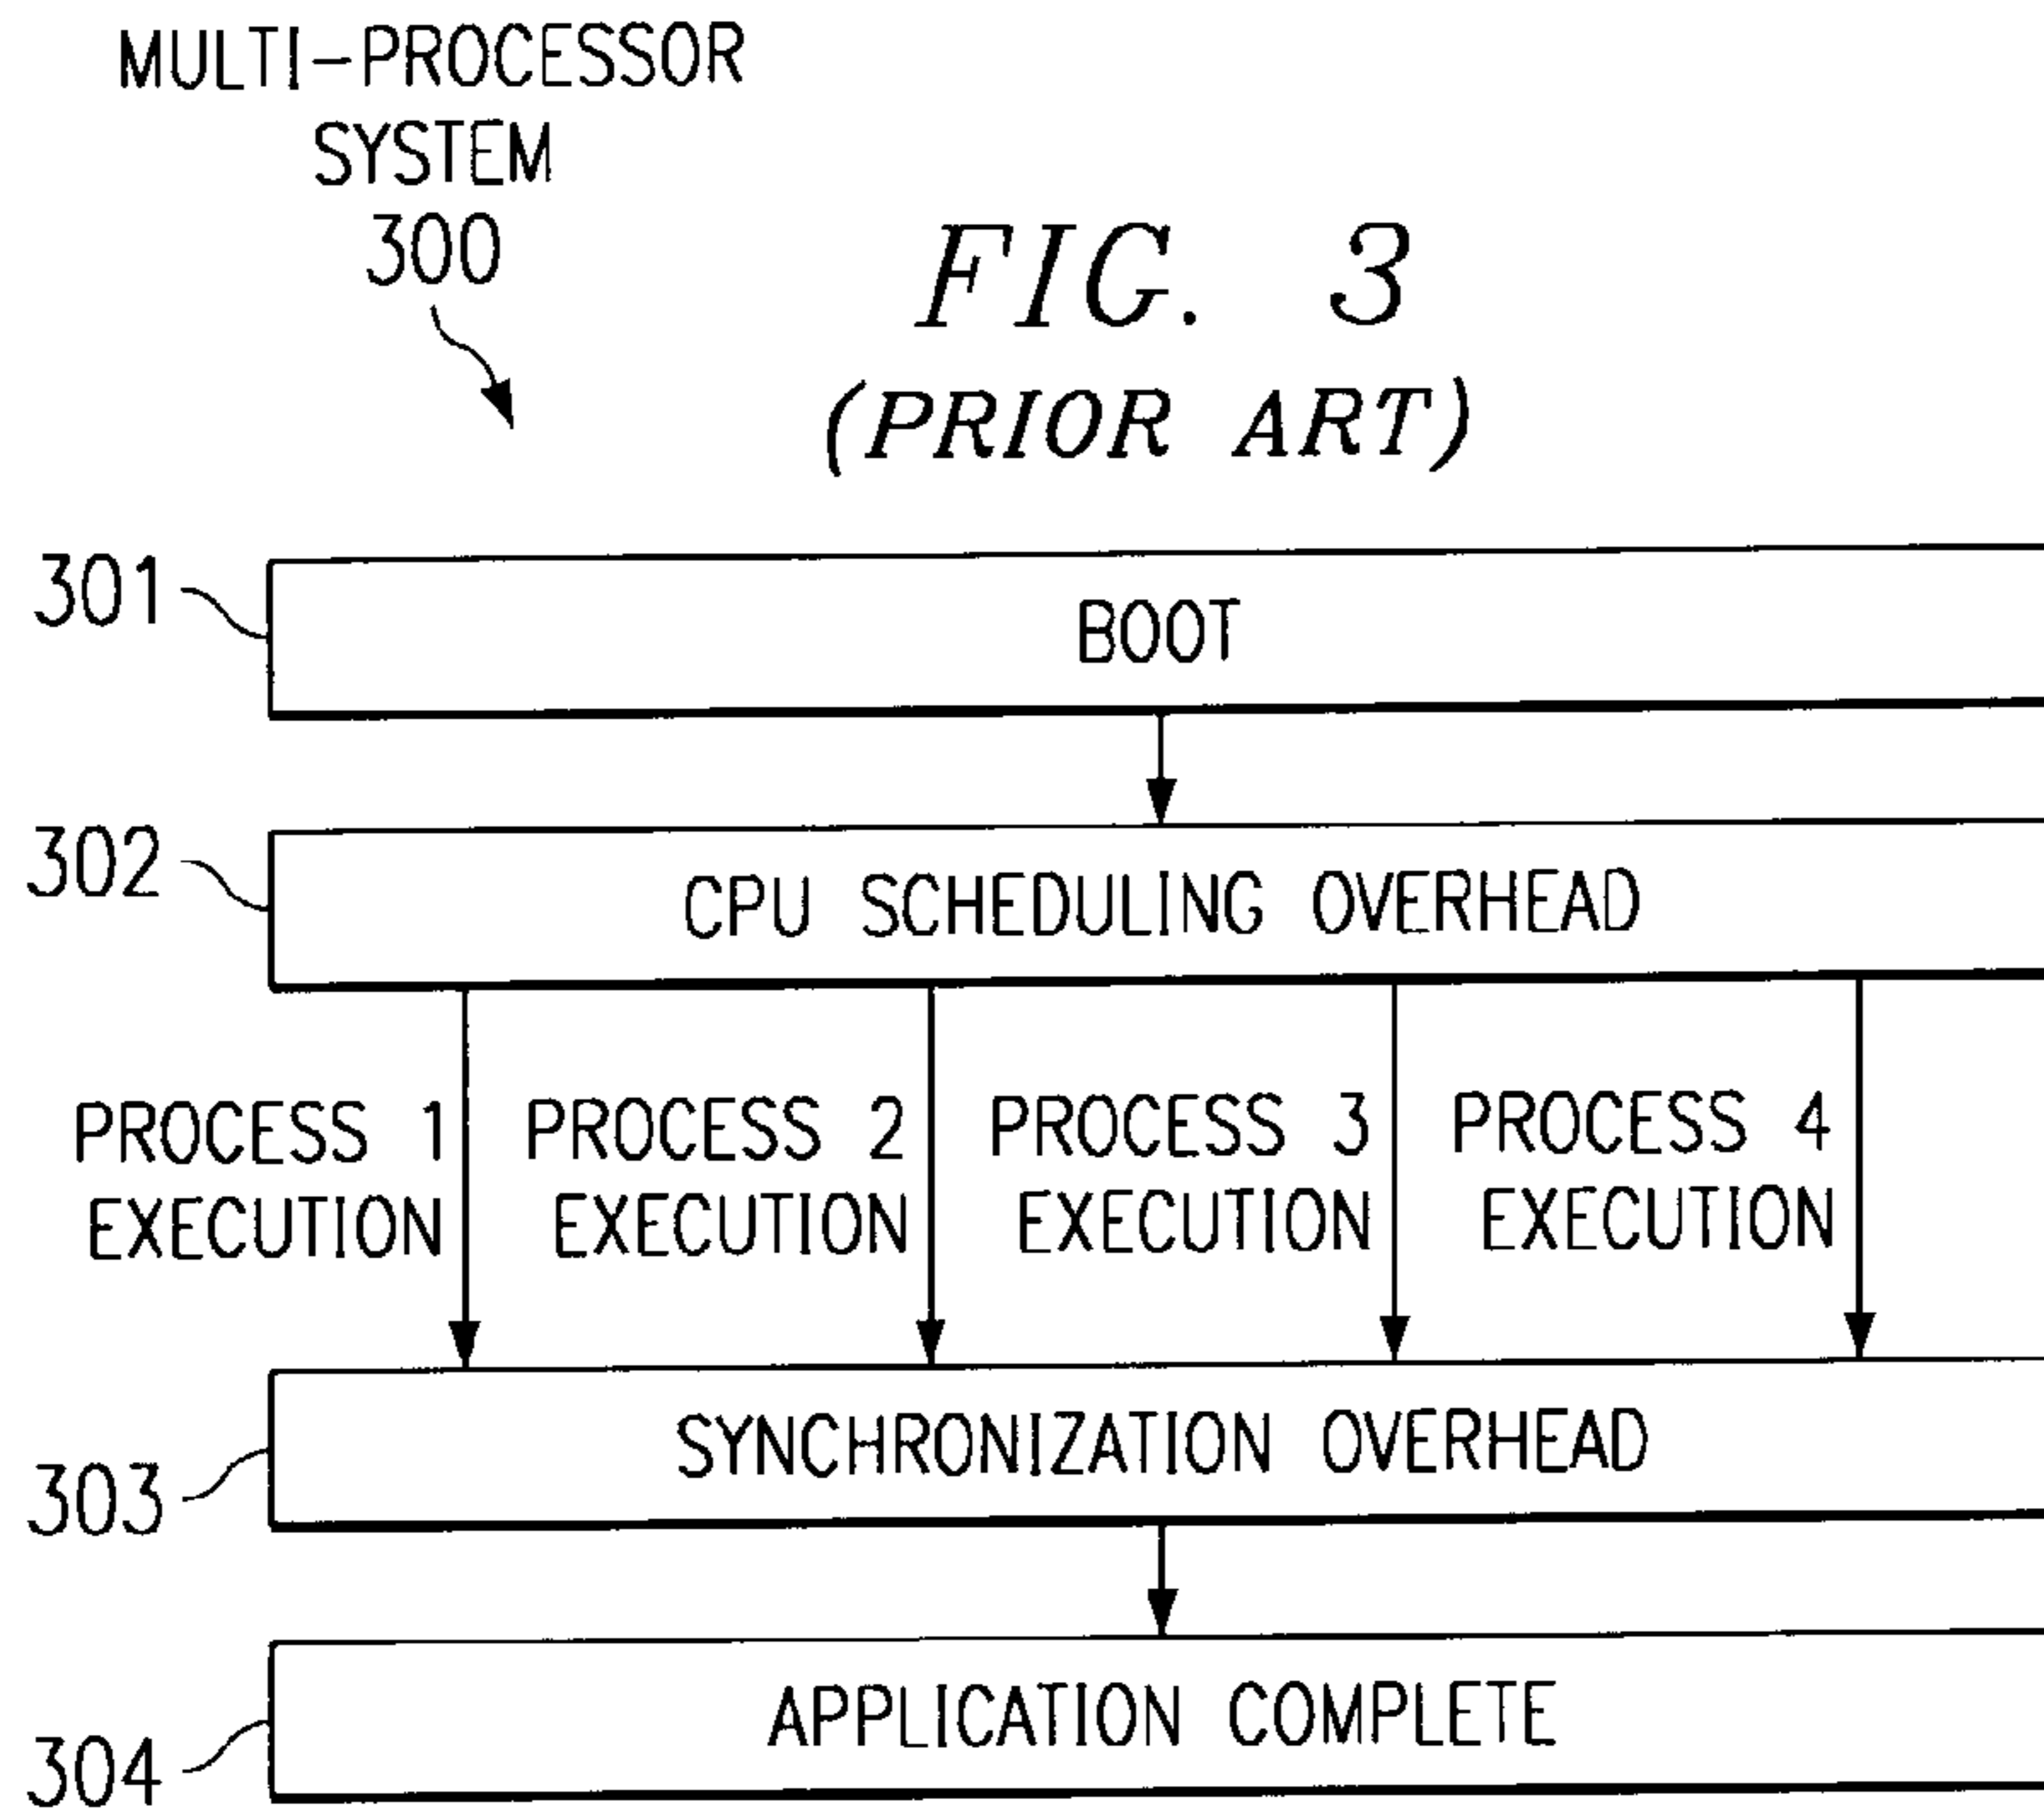 MULTI-PROCESSOR
SYSTEM
300
FIG. 3
(PRIOR ART)
301
BOOT
302
CPU SCHEDULING OVERHEAD
PROCESS 1
EXECUTION
PROCESS 2
EXECUTION
PROCESS 3
EXECUTION
PROCESS 4
EXECUTION
303
SYNCHRONIZATION OVERHEAD
304
APPLICATION COMPLETE